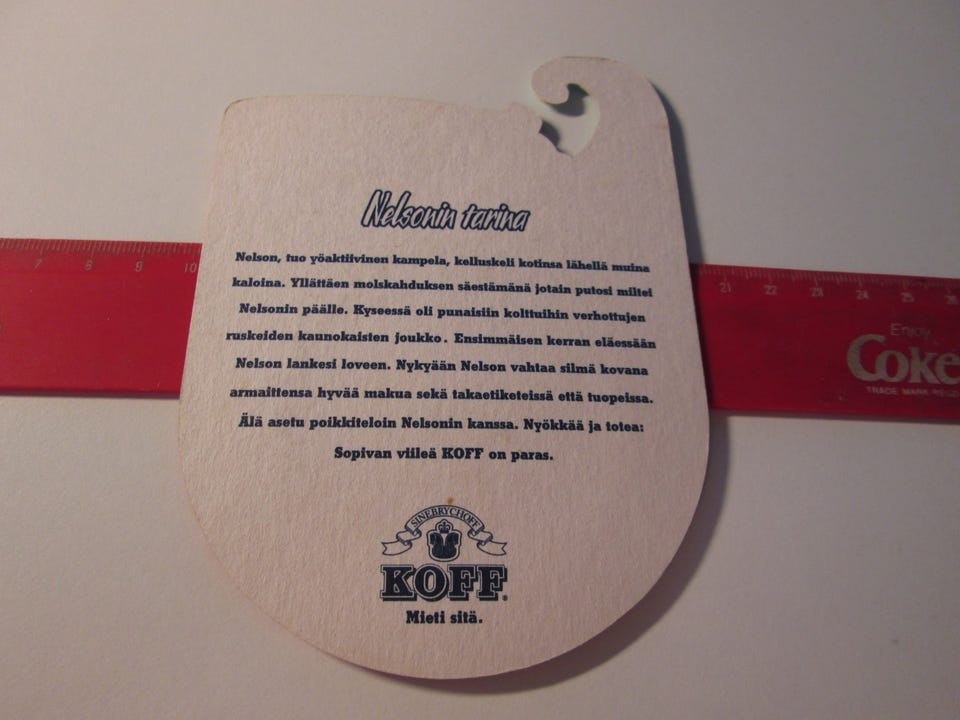 Nelsonin tarina
Nelson, tuo yöaktiivinen kampela, kelluskeli kotinsa lähellä muina
kaloina. Yllättäen molskahduksen säestämänä jotain putosi miltei
Nelsonin päälle. Kyseessä oli punaisiin kolttuihin verhottujen
ruskeiden kaunokaisten joukko. Ensimmäisen kerran eläessään
Nelson lankesi loveen. Nykyään Nelson vahtaa silmä kovana
armaittensa hyvää makua sekä takaetiketeissä että tuopeissa.
Älä asetu poikkiteloin Nelsonin kanssa. Nyökkää ja totea:
Sopivan viileä KOFF on paras.
SINEBRYCHOFF
KOFF®
Mieti sitä.
7 8 9 10
21 22 23 24 25 26
Enjoy
Coke
TRADE MARK